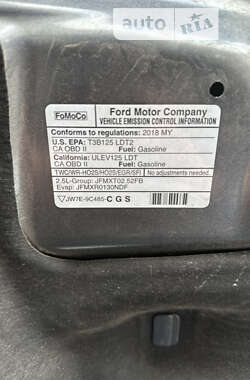 auto RIA
FoMoCo
Ford Motor Company
VEHICLE EMISSION CONTROL INFORMATION
Conforms to regulations: 2018 MY
U.S. EPA: T3B125 LDT2
CA OBD II Fuel: Gasoline
California: ULEV125 LDT
CA OBD II Fuel: Gasoline
TWC/WR-HO2S/HO2S/EGR/SFI No adjustments needed.
2.5L-Group: JFMXT02.52FB
Evap: JFMXR0130NDF
JW7E-9C485-CGS